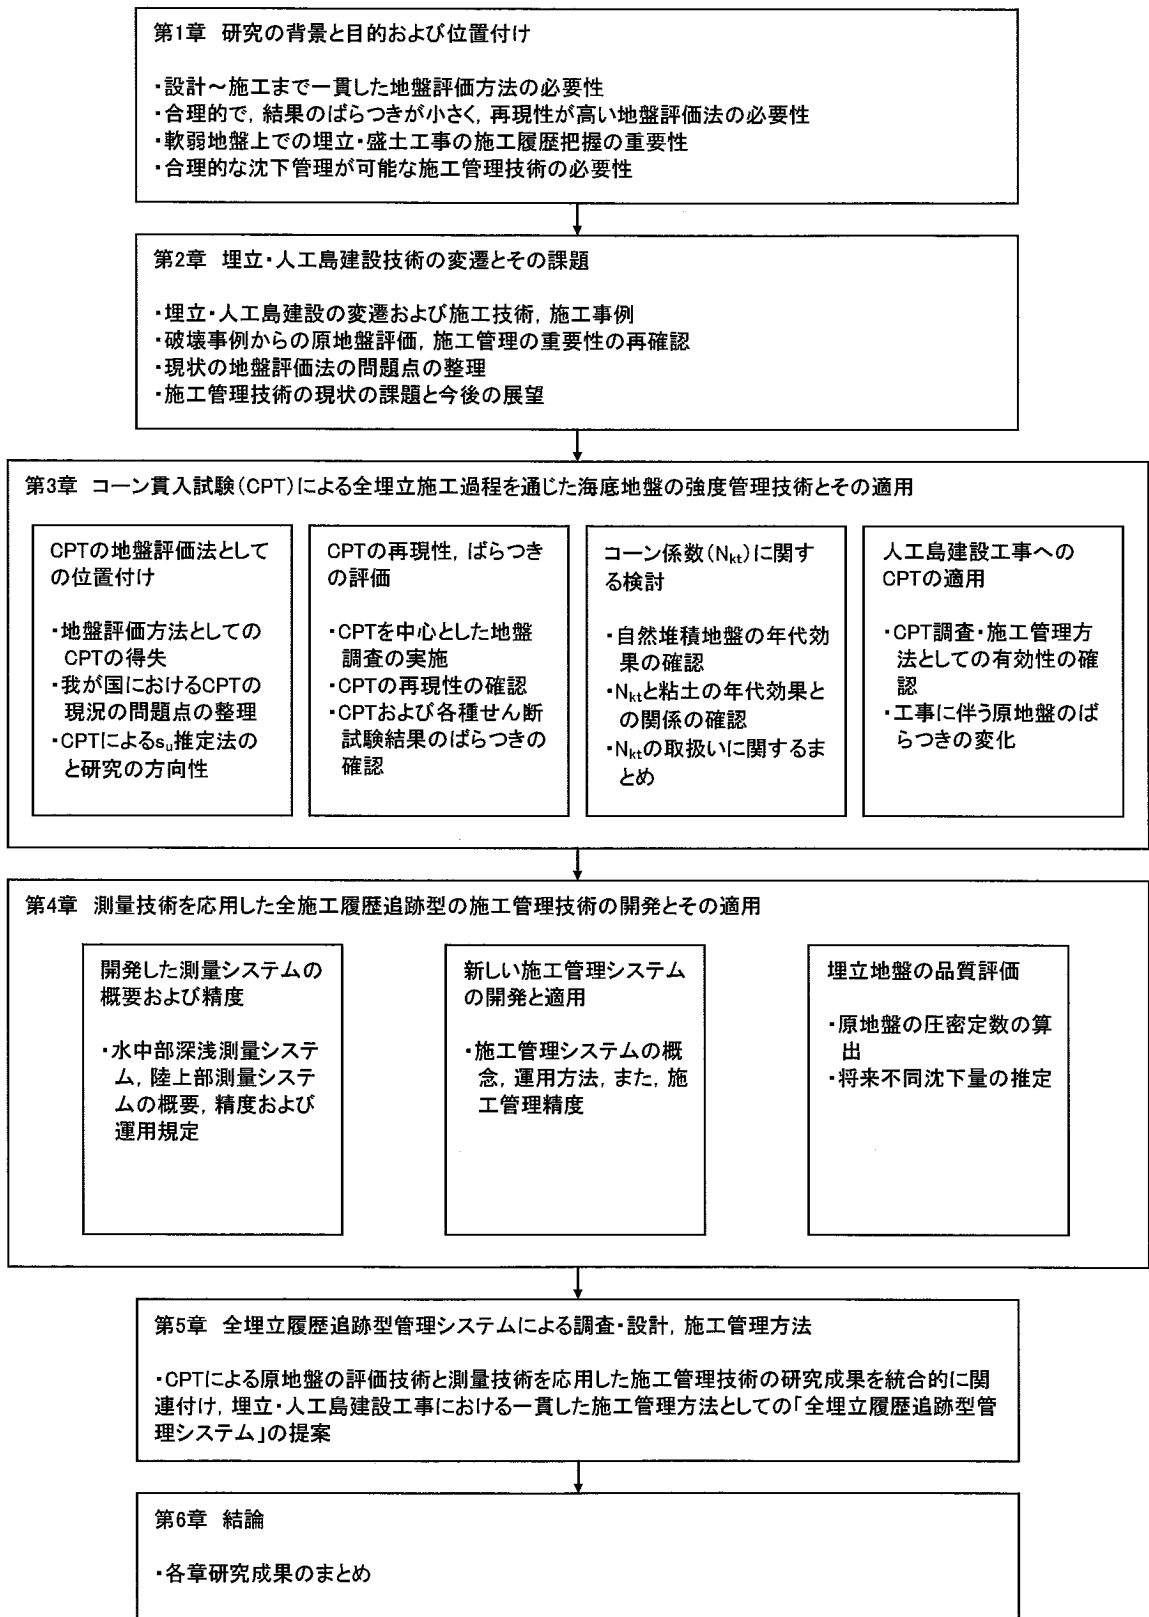 第1章 研究の背景と目的および位置付け
・設計～施工まで一貫した地盤評価方法の必要性
・合理的で，結果のばらつきが小さく，再現性が高い地盤評価法の必要性
・軟弱地盤上での埋立・盛土工事の施工履歴把握の重要性
・合理的な沈下管理が可能な施工管理技術の必要性
第2章 埋立・人工島建設技術の変遷とその課題
・埋立・人工島建設の変遷および施工技術，施工事例
・破壊事例からの原地盤評価，施工管理の重要性の再確認
・現状の地盤評価法の問題点の整理
・施工管理技術の現状の課題と今後の展望
第3章 コーン貫入試験（CPT）による全埋立施工過程を通じた海底地盤の強度管理技術とその適用
CPTの地盤評価法として
の位置付け
・地盤評価方法としての
CPTの得失
・我が国におけるCPTの
現況の問題点の整理
・CPTによるsu推定法の
と研究の方向性
CPTの再現性，ばらつき
の評価
・CPTを中心とした地盤
調査の実施
・CPTの再現性の確認
・CPTおよび各種せん断
試験結果のばらつきの
確認
コーン係数（Nkt）に関す
る検討
・自然堆積地盤の年代効
果の確認
・Nktと粘土の年代効果と
の関係の確認
・Nktの取扱いに関するま
とめ
人工島建設工事への
CPTの適用
・CPT調査・施工管理方
法としての有効性の確
認
・工事に伴う原地盤のば
らつきの変化
第4章 測量技術を応用した全施工履歴追跡型の施工管理技術の開発とその適用
開発した測量システムの
概要および精度
・水中部深浅測量システ
ム，陸上部測量システ
ムの概要，精度および
運用規定
新しい施工管理システム
の開発と適用
・施工管理システムの概
念，運用方法，また，施
工管理精度
埋立地盤の品質評価
・原地盤の圧密定数の算
出
・将来不同沈下量の推定
第5章 全埋立履歴追跡型管理システムによる調査・設計，施工管理方法
・CPTによる原地盤の評価技術と測量技術を応用した施工管理技術の研究成果を統合的に関
連付け，埋立・人工島建設工事における一貫した施工管理方法としての「全埋立履歴追跡型管
理システム」の提案
第6章 結論
・各章研究成果のまとめ